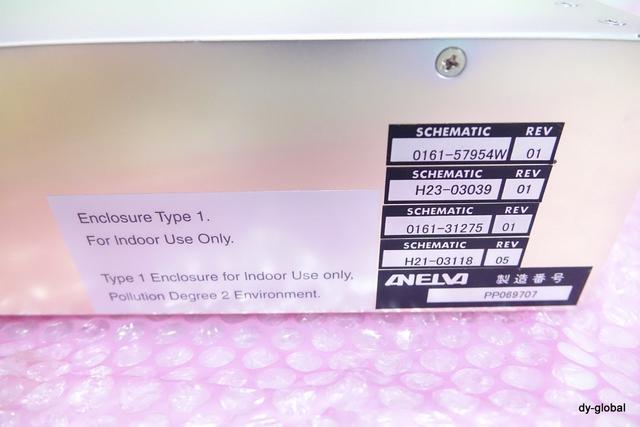 SCHEMATIC REV
0161-57954W 01
SCHEMATIC REV
H23-03039 01
SCHEMATIC REV
0161-31275 01
SCHEMATIC REV
H21-03118 05
ANELVA 製造番号
PP069707
Enclosure Type 1.
For Indoor Use Only.
Type 1 Enclosure for Indoor Use only,
Pollution Degree 2 Environment.
dy-global